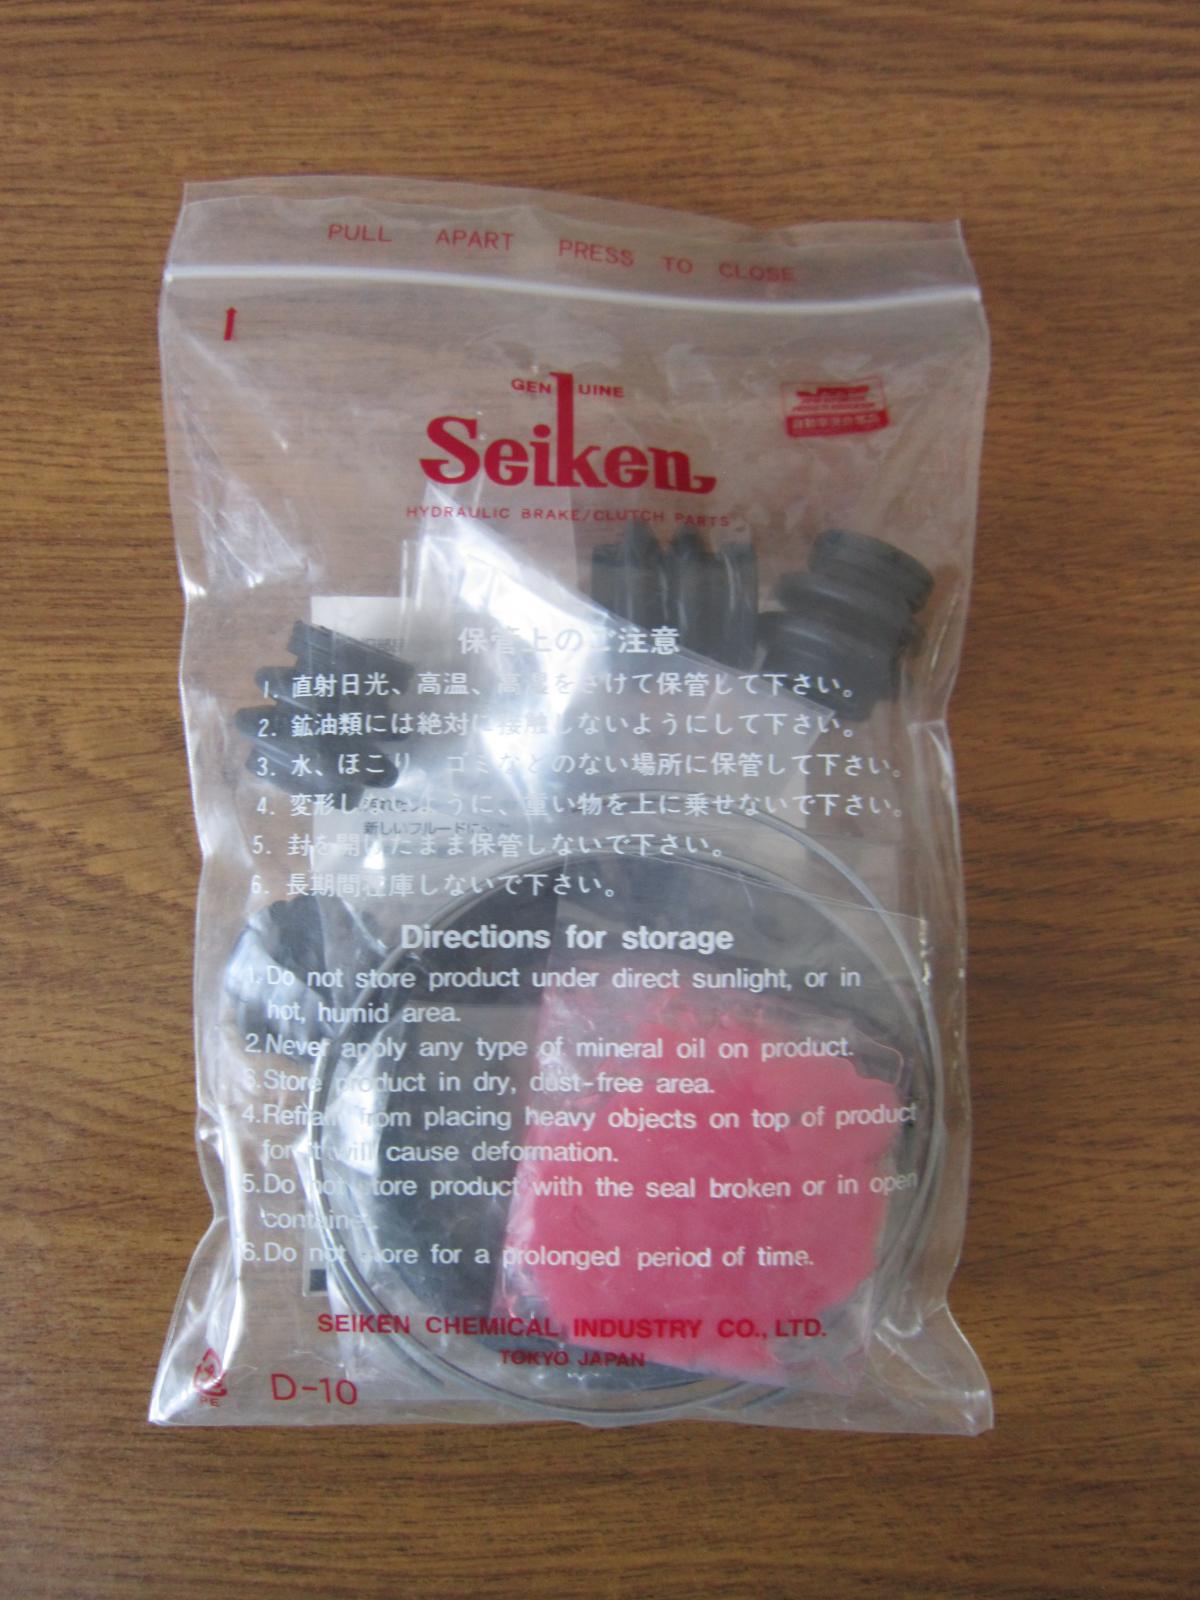 PULL APART PRESS TO CLOSE
GENUINE
Seiken
HYDRAULIC BRAKE/CLUTCH PARTS
保管上のご注意
1. 直射日光、高温、高湿をさけて保管して下さい。
2. 鉱油類には絶対に接触しないようにして下さい。
3. 水、ほこり、ゴミなどのない場所に保管して下さい。
4. 変形しないように、重い物を上に乗せないで下さい。
新しいフルードに
5. 封を開けたまま保管しないで下さい。
6. 長期間在庫しないで下さい。
Directions for storage
1. Do not store product under direct sunlight, or in
hot, humid area.
2. Never apply any type of mineral oil on product.
3. Store product in dry, dust-free area.
4. Refrain from placing heavy objects on top of product
for it will cause deformation.
5. Do not store product with the seal broken or in open
container.
6. Do not store for a prolonged period of time.
SEIKEN CHEMICAL INDUSTRY CO., LTD.
TOKYO JAPAN
PE
D-10